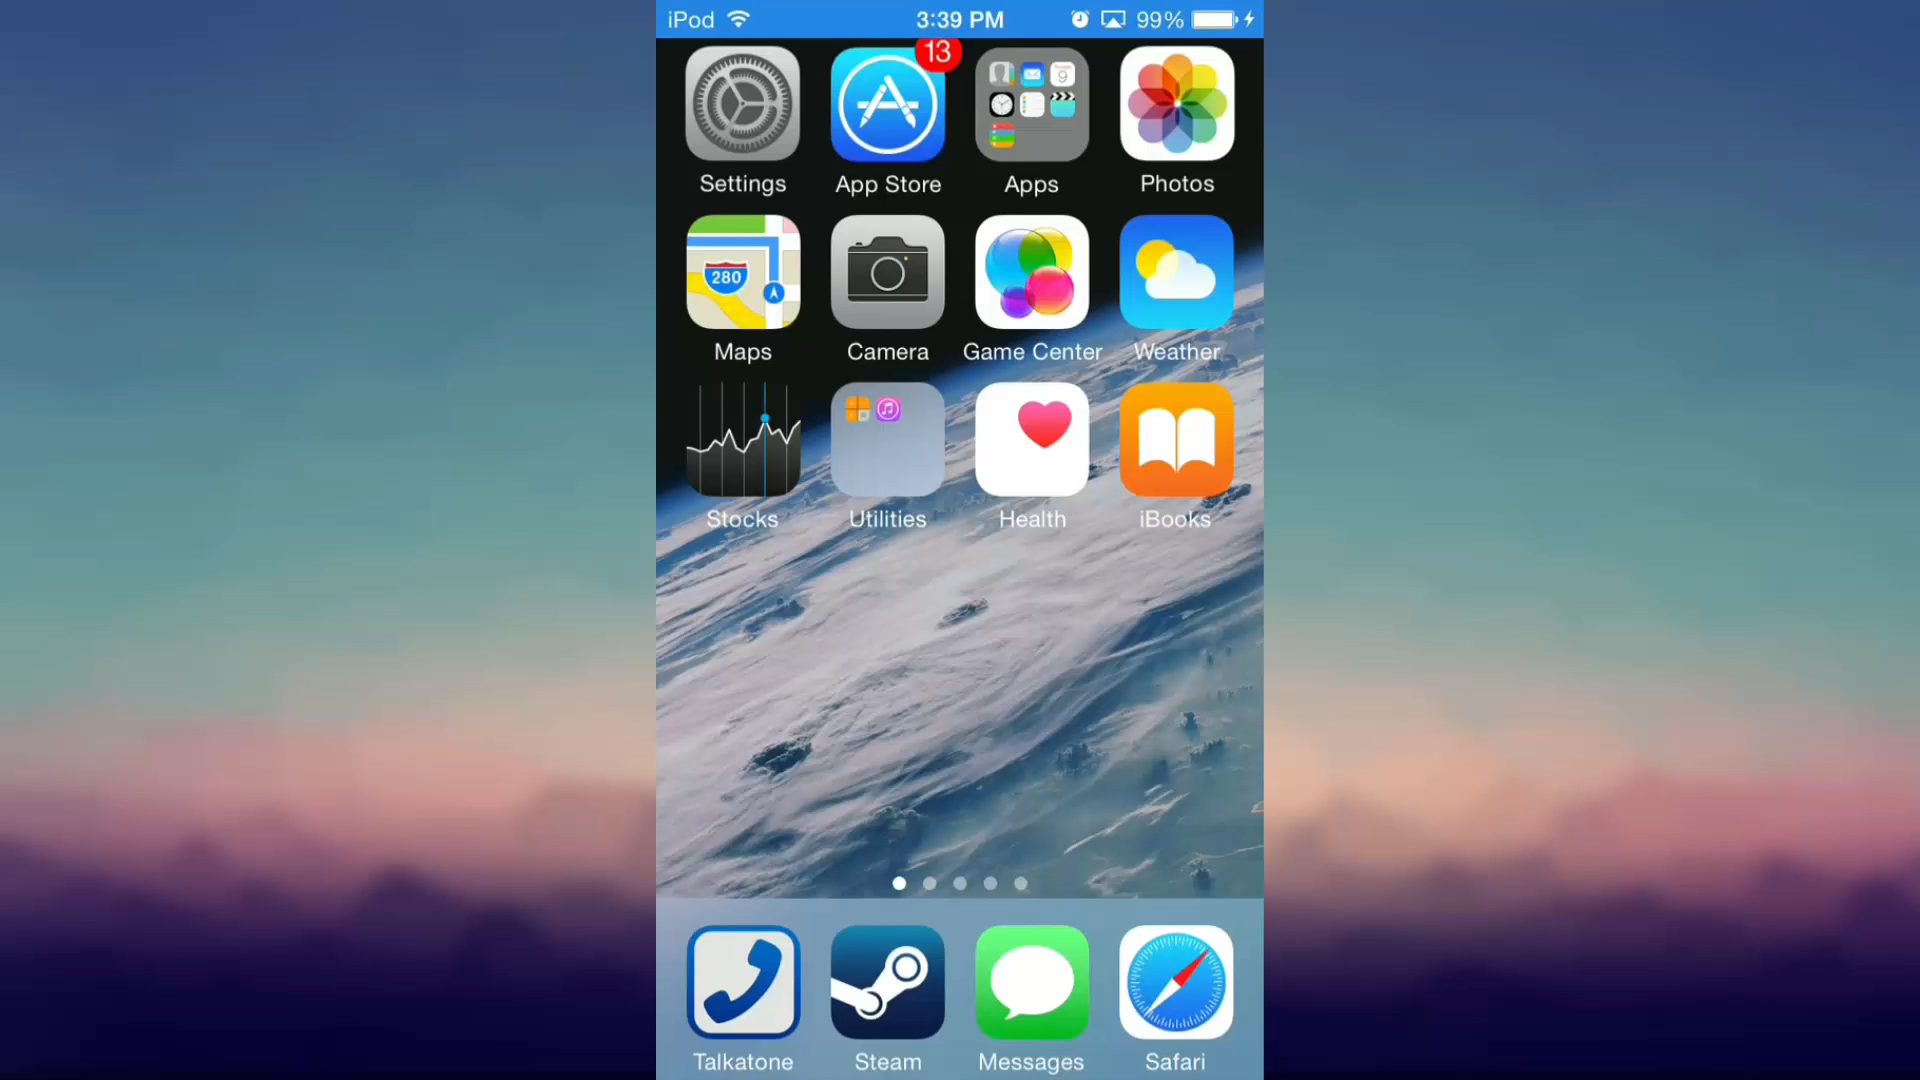 iPod 3:39 PM 99%
13
9
Settings App Store Apps Photos
280
Maps Camera Game Center Weather
Stocks Utilities Health iBooks
Talkatone Steam Messages Safari